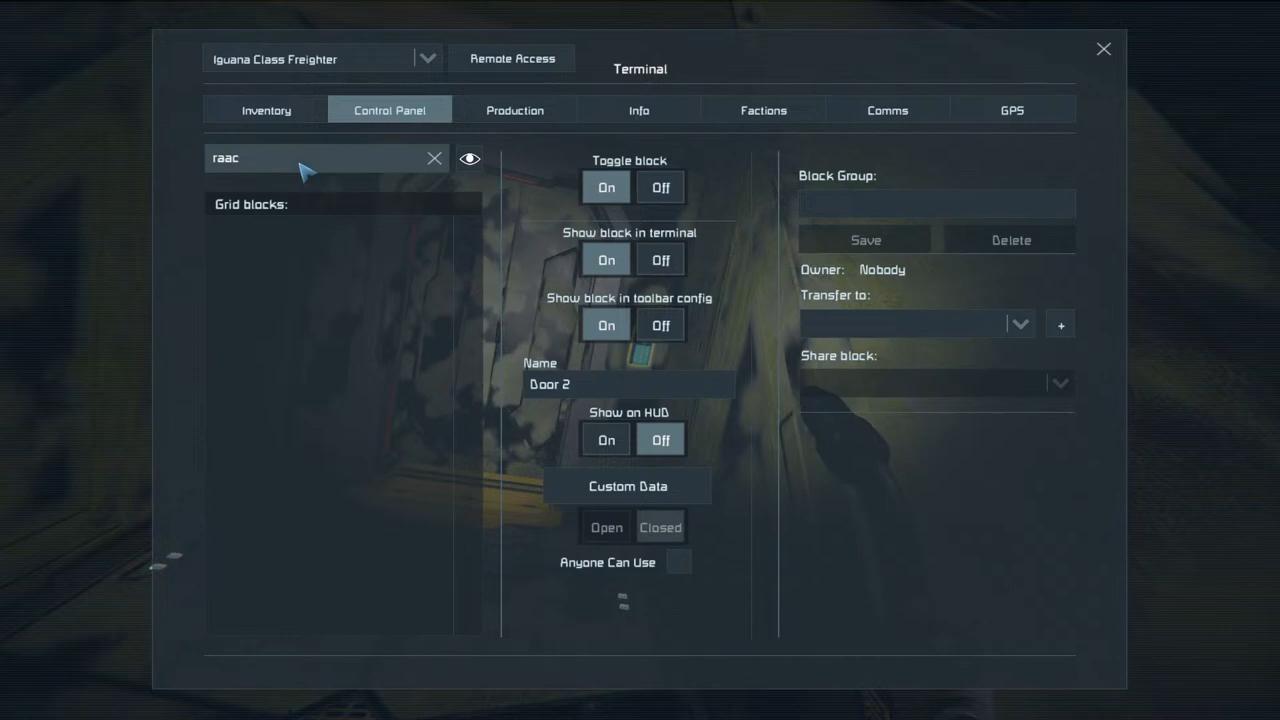 Iguana Class Freighter
Remote Access
Terminal
Inventory
Control Panel
Production
Info
Factions
Comms
GPS
raac
Grid blocks:
Toggle block
On Off
Show block in terminal
On Off
Show block in toolbar config
On Off
Name
Door 2
Show on HUD
On Off
Custom Data
Open Closed
Anyone Can Use
Block Group:
Save
Delete
Owner: Nobody
Transfer to:
+
Share block: